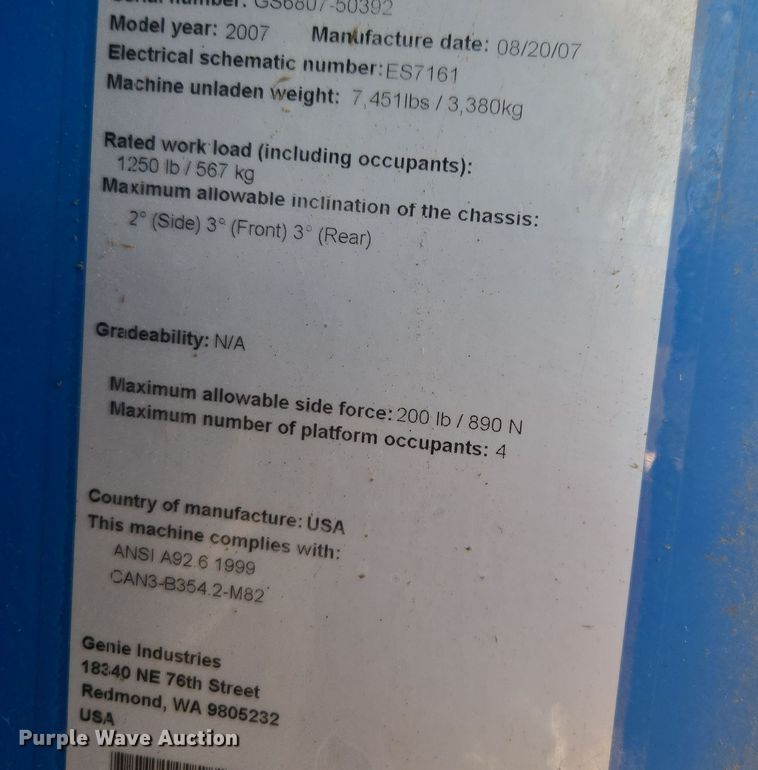 Serial number: GS6807-50392
Model year: 2007 Manufacture date: 08/20/07
Electrical schematic number: ES7161
Machine unladen weight: 7,451lbs / 3,380kg
Rated work load (including occupants):
1250 lb / 567 kg
Maximum allowable inclination of the chassis:
2° (Side) 3° (Front) 3° (Rear)
Gradeability: N/A
Maximum allowable side force: 200 lb / 890 N
Maximum number of platform occupants: 4
Country of manufacture: USA
This machine complies with:
ANSI A92.6 1999
CAN3-B354.2-M82
Genie Industries
18340 NE 76th Street
Redmond, WA 9805232
USA
Purple Wave Auction